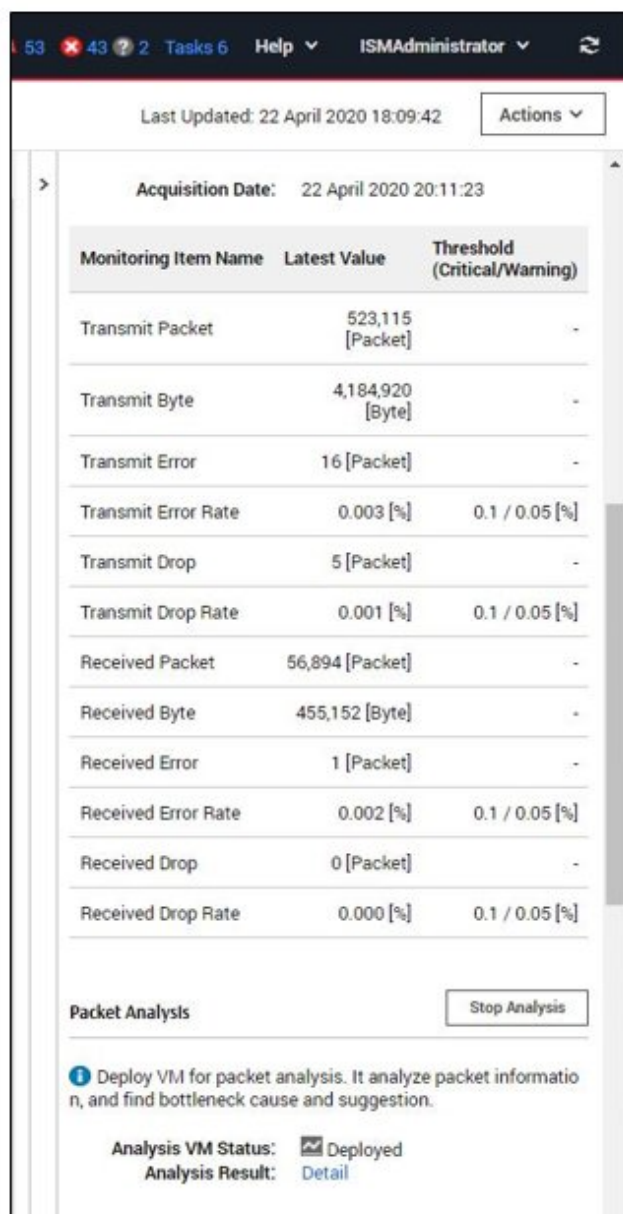 53 43 2 Tasks 6 Help ISMAdministrator
Last Updated: 22 April 2020 18:09:42 Actions
Acquisition Date: 22 April 2020 20:11:23
Monitoring Item Name Latest Value Threshold
(Critical/Warning)
Transmit Packet 523,115
[Packet] -
Transmit Byte 4,184,920
[Byte] -
Transmit Error 16 [Packet] -
Transmit Error Rate 0.003 [%] 0.1 / 0.05 [%]
Transmit Drop 5 [Packet] -
Transmit Drop Rate 0.001 [%] 0.1 / 0.05 [%]
Received Packet 56,894 [Packet] -
Received Byte 455,152 [Byte] -
Received Error 1 [Packet] -
Received Error Rate 0.002 [%] 0.1 / 0.05 [%]
Received Drop 0 [Packet] -
Received Drop Rate 0.000 [%] 0.1 / 0.05 [%]
Packet Analysis Stop Analysis
Deploy VM for packet analysis. It analyze packet informatio
n, and find bottleneck cause and suggestion.
Analysis VM Status: Deployed
Analysis Result: Detail